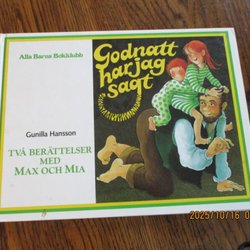 Alla Barns Bokklubb
Godnatt
har jag
sagt
Gunilla Hansson
TVÅ BERÄTTELSER
MED
MAX OCH MIA
2025/10/16